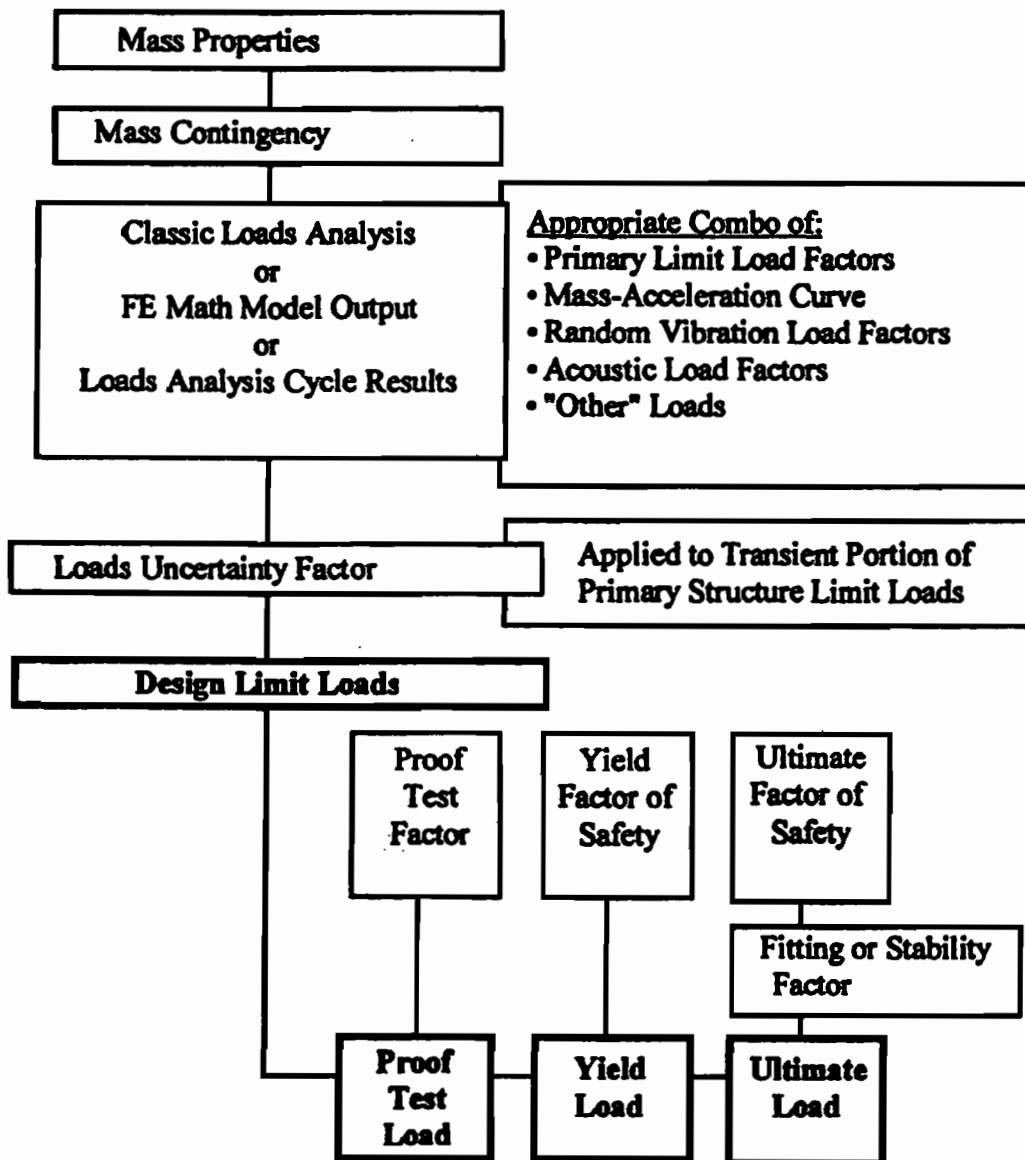 Mass Properties
Mass Contingency
Classic Loads Analysis
or
FE Math Model Output
or
Loads Analysis Cycle Results
Appropriate Combo of:
• Primary Limit Load Factors
• Mass-Acceleration Curve
• Random Vibration Load Factors
• Acoustic Load Factors
• "Other" Loads
Loads Uncertainty Factor
Applied to Transient Portion of
Primary Structure Limit Loads
Design Limit Loads
Proof
Test
Factor
Yield
Factor of
Safety
Ultimate
Factor of
Safety
Fitting or Stability
Factor
Proof
Test
Load
Yield
Load
Ultimate
Load